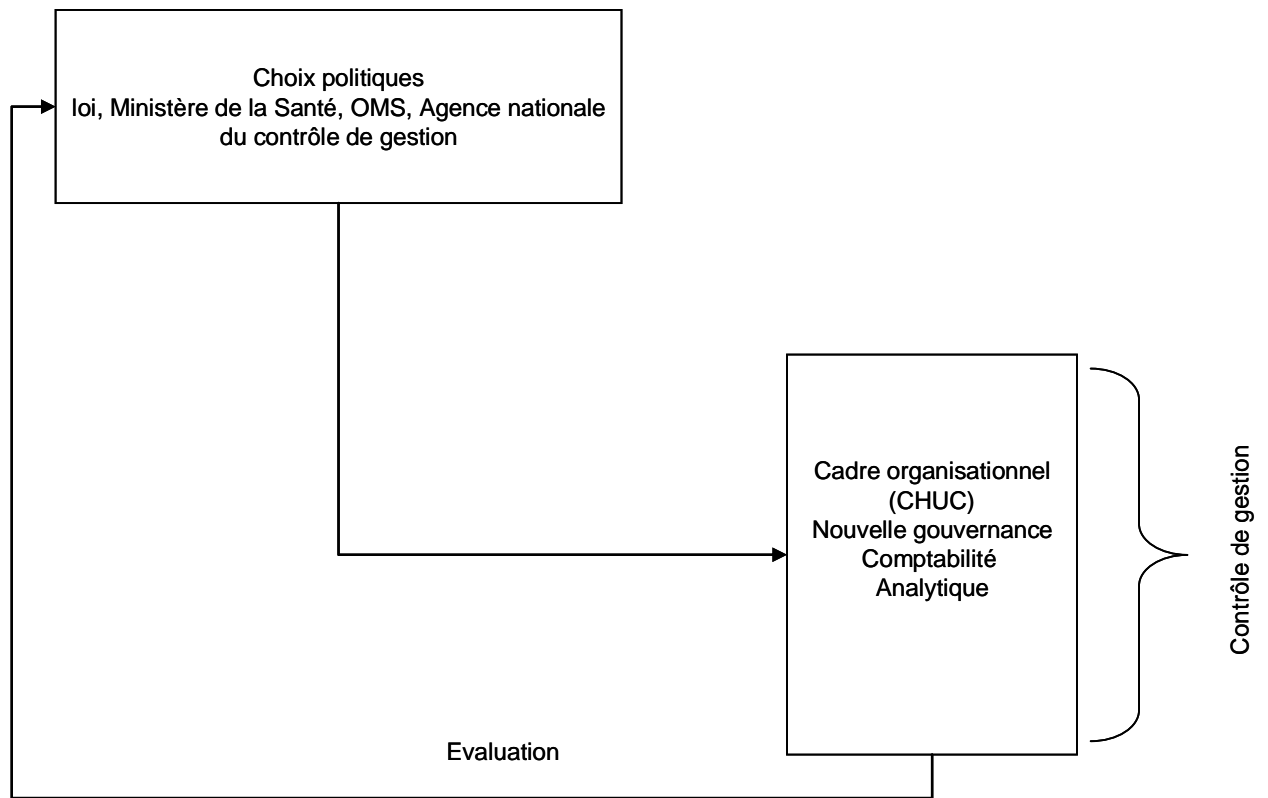 Choix politiques
loi, Ministère de la Santé, OMS, Agence nationale
du contrôle de gestion
Cadre organisationnel
(CHUC)
Nouvelle gouvernance
Comptabilité
Analytique
Contrôle de gestion
Evaluation